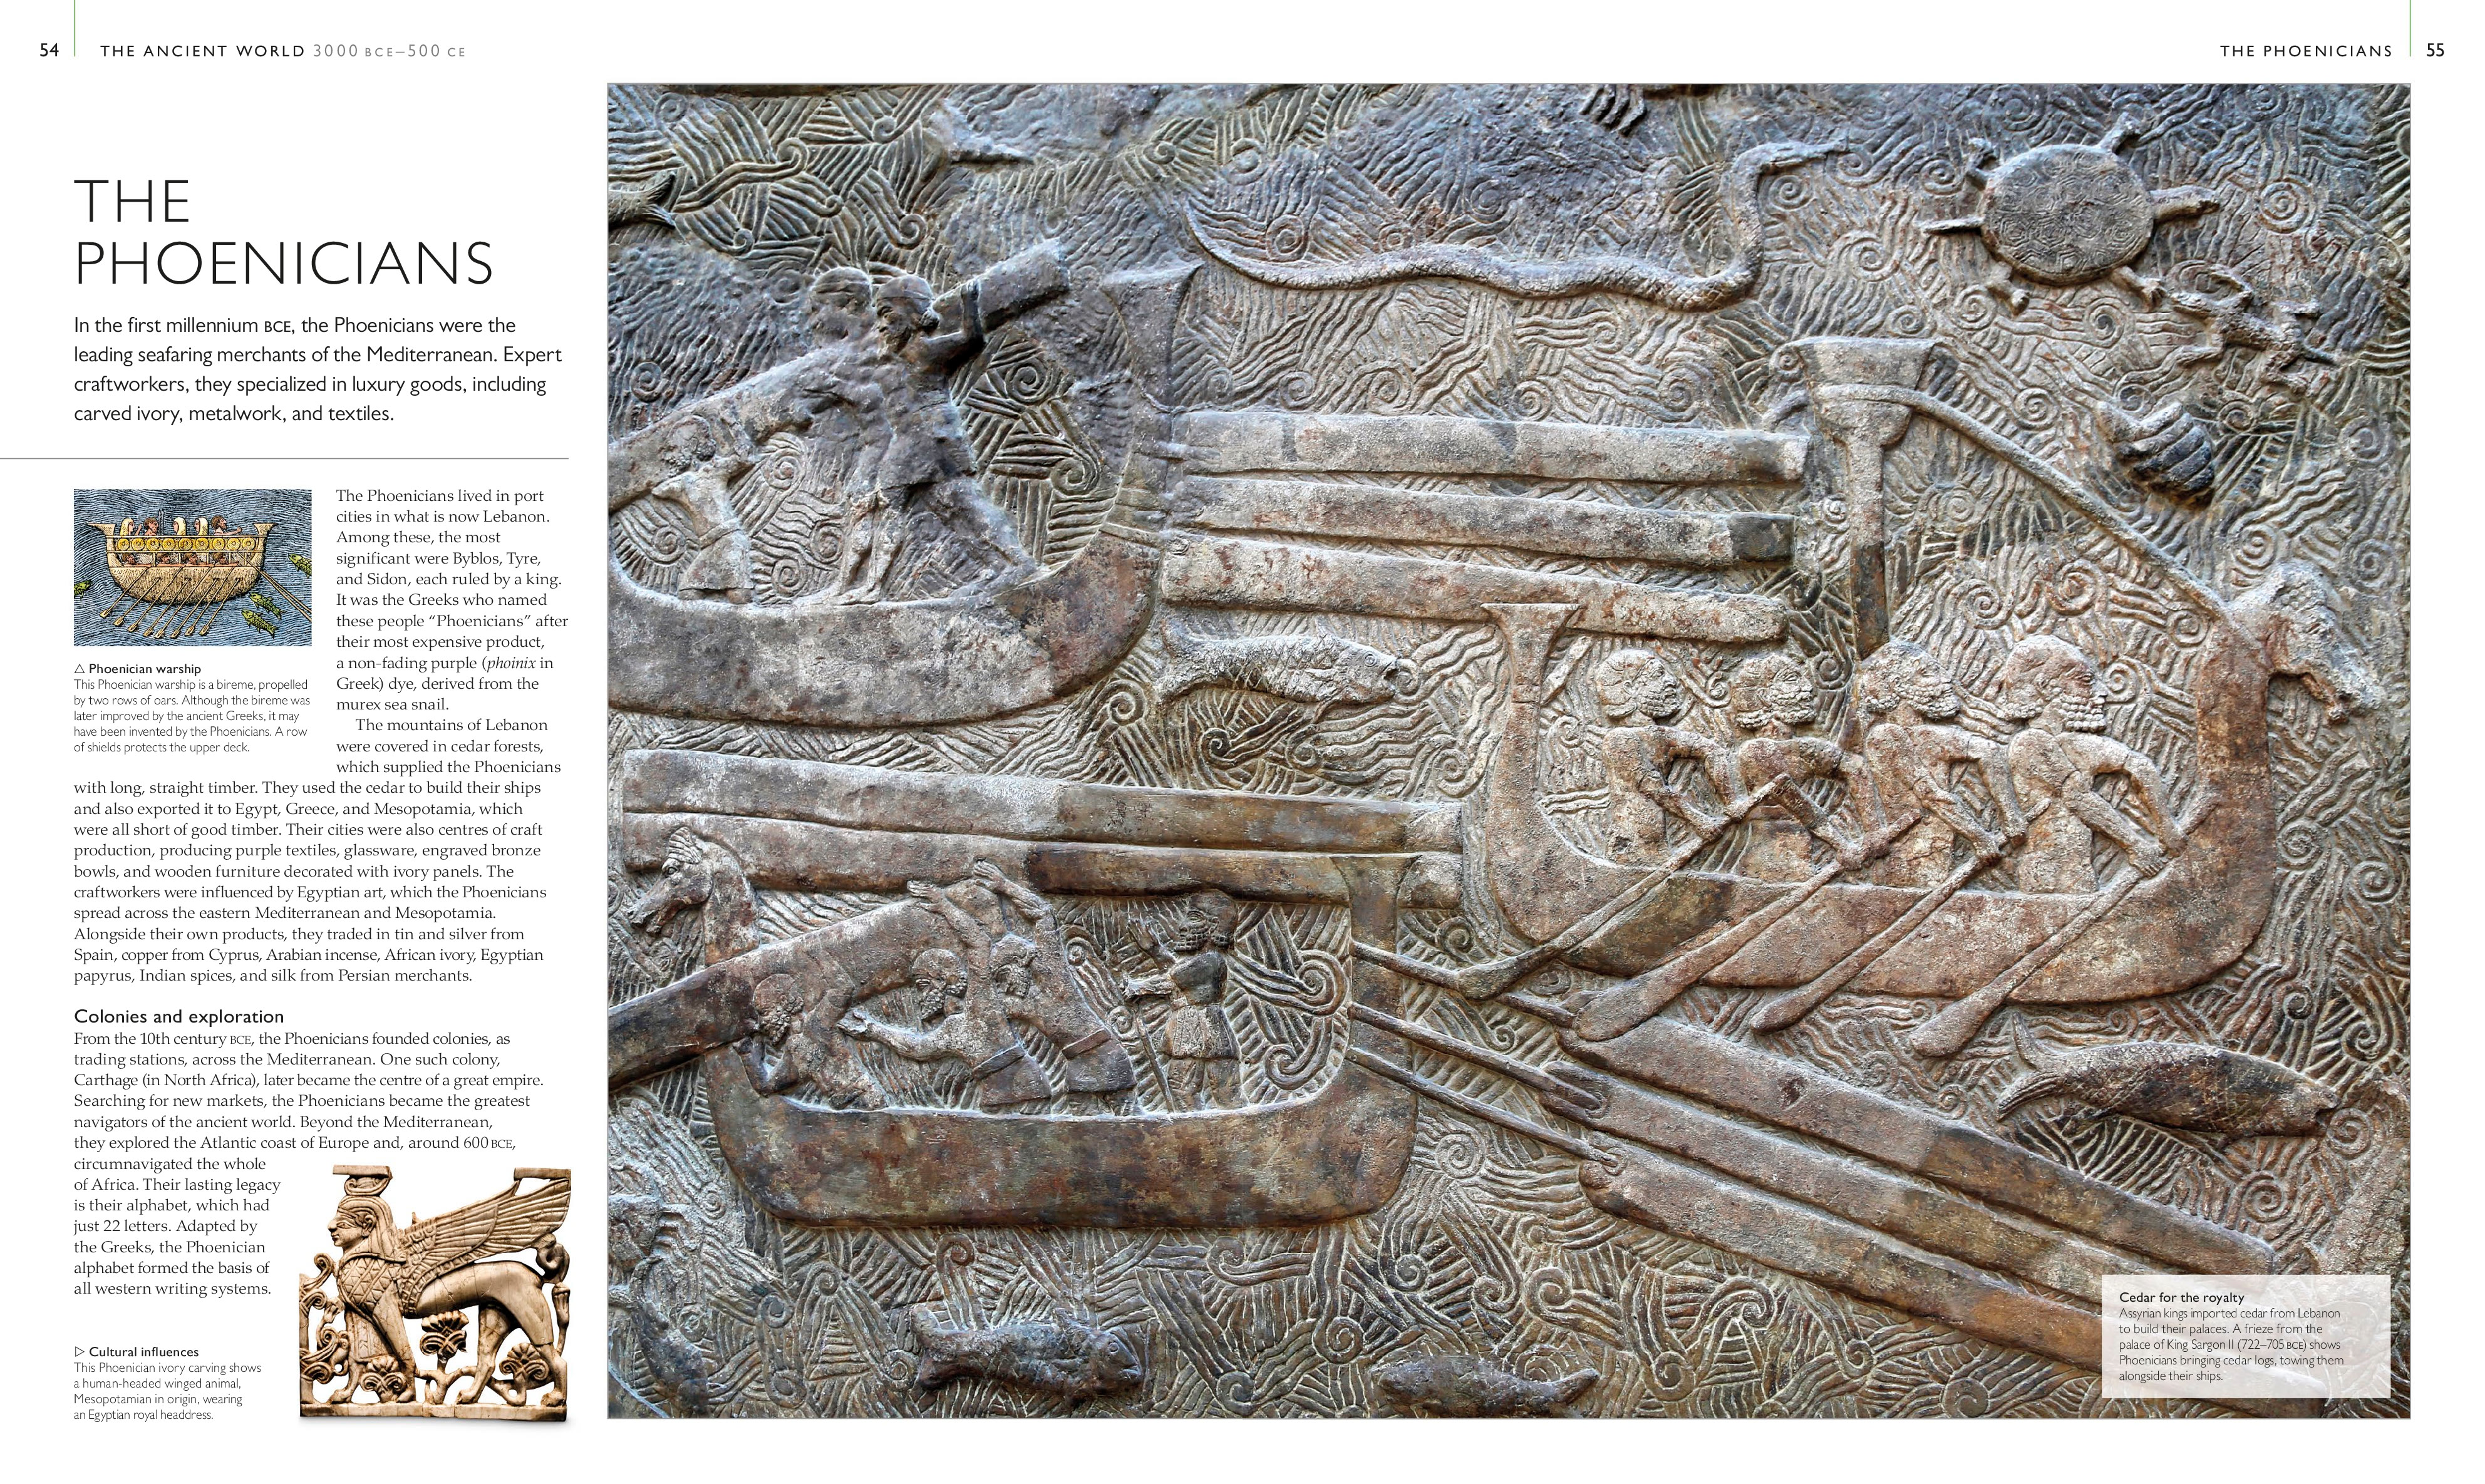 54
THE ANCIENT WORLD 3000 BCE–500 CE
THE PHOENICIANS
55
THE
PHOENICIANS
In the first millennium BCE, the Phoenicians were the
leading seafaring merchants of the Mediterranean. Expert
craftworkers, they specialized in luxury goods, including
carved ivory, metalwork, and textiles.
△ Phoenician warship
This Phoenician warship is a bireme, propelled
by two rows of oars. Although the bireme was
later improved by the ancient Greeks, it may
have been invented by the Phoenicians. A row
of shields protects the upper deck.
The Phoenicians lived in port
cities in what is now Lebanon.
Among these, the most
significant were Byblos, Tyre,
and Sidon, each ruled by a king.
It was the Greeks who named
these people “Phoenicians” after
their most expensive product,
a non-fading purple (phoinix in
Greek) dye, derived from the
murex sea snail.
The mountains of Lebanon
were covered in cedar forests,
which supplied the Phoenicians
with long, straight timber. They used the cedar to build their ships
and also exported it to Egypt, Greece, and Mesopotamia, which
were all short of good timber. Their cities were also centres of craft
production, producing purple textiles, glassware, engraved bronze
bowls, and wooden furniture decorated with ivory panels. The
craftworkers were influenced by Egyptian art, which the Phoenicians
spread across the eastern Mediterranean and Mesopotamia.
Alongside their own products, they traded in tin and silver from
Spain, copper from Cyprus, Arabian incense, African ivory, Egyptian
papyrus, Indian spices, and silk from Persian merchants.
Colonies and exploration
From the 10th century BCE, the Phoenicians founded colonies, as
trading stations, across the Mediterranean. One such colony,
Carthage (in North Africa), later became the centre of a great empire.
Searching for new markets, the Phoenicians became the greatest
navigators of the ancient world. Beyond the Mediterranean,
they explored the Atlantic coast of Europe and, around 600 BCE,
circumnavigated the whole
of Africa. Their lasting legacy
is their alphabet, which had
just 22 letters. Adapted by
the Greeks, the Phoenician
alphabet formed the basis of
all western writing systems.
▷ Cultural influences
This Phoenician ivory carving shows
a human-headed winged animal,
Mesopotamian in origin, wearing
an Egyptian royal headdress.
Cedar for the royalty
Assyrian kings imported cedar from Lebanon
to build their palaces. A frieze from the
palace of King Sargon II (722–705 BCE) shows
Phoenicians bringing cedar logs, towing them
alongside their ships.